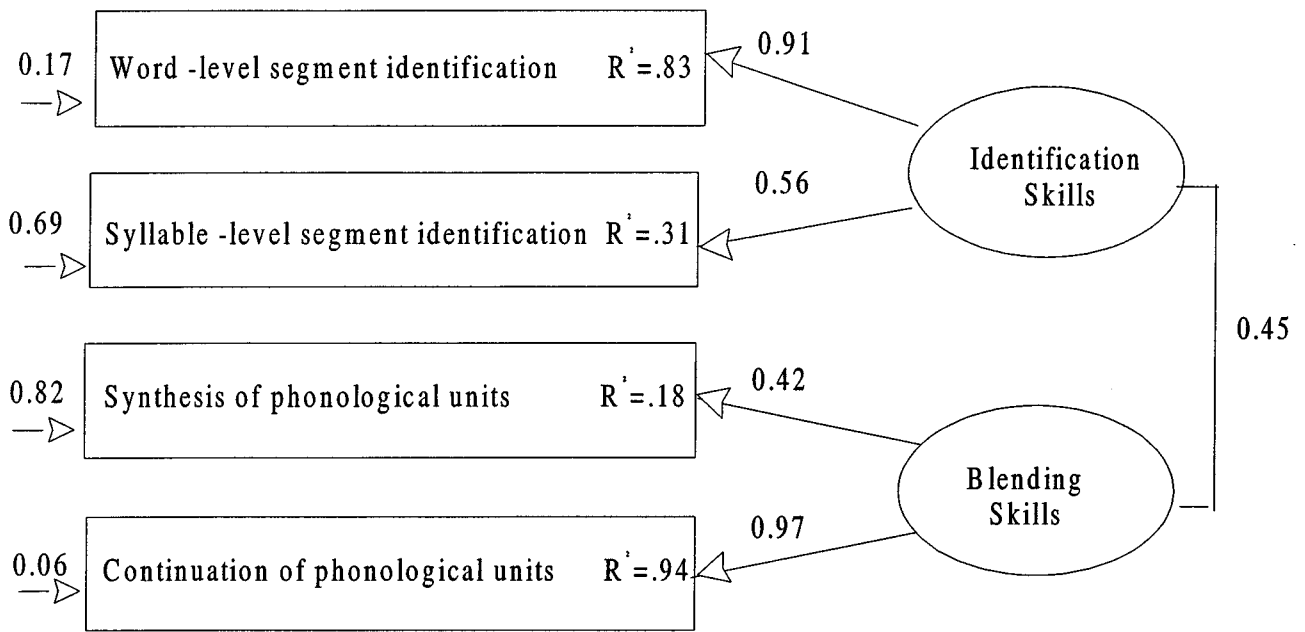 0.17
Word -level segment identification R²=.83
0.91
Identification
Skills
0.69
Syllable -level segment identification R²=.31
0.56
0.45
0.82
Synthesis of phonological units R²=.18
0.42
Blending
Skills
0.06
Continuation of phonological units R²=.94
0.97